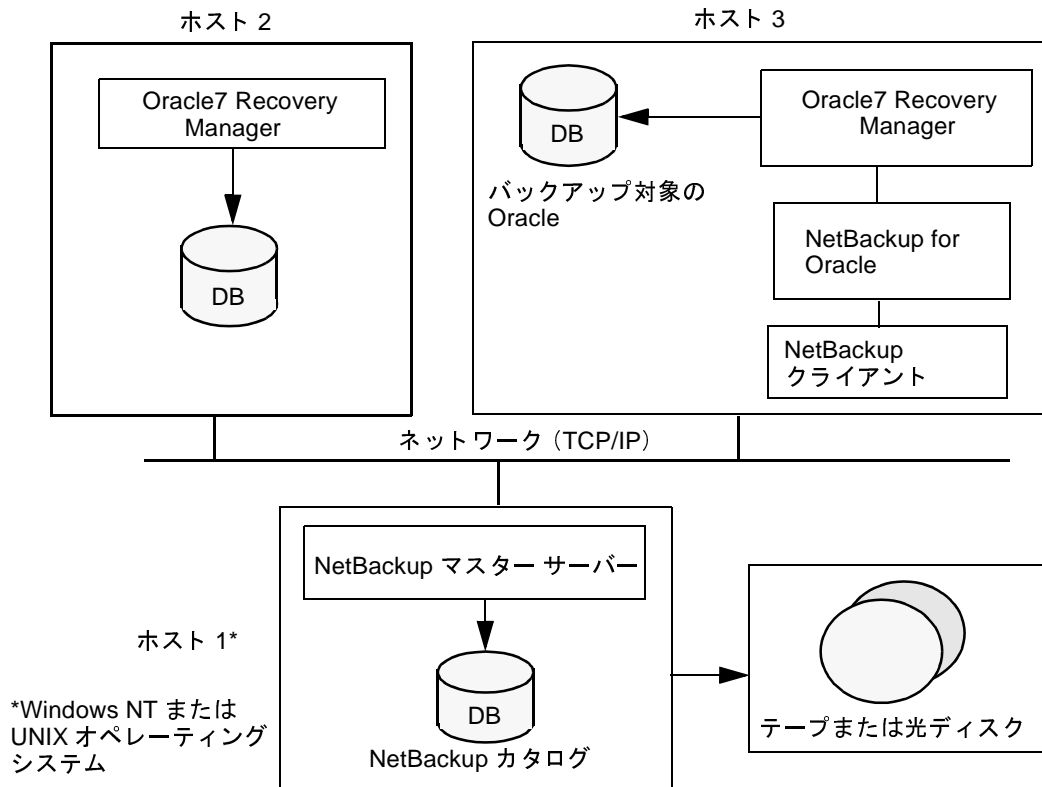 ホスト 2
Oracle7 Recovery
Manager
DB
ホスト 3
DB
バックアップ対象の
Oracle
Oracle7 Recovery
Manager
NetBackup for
Oracle
NetBackup
クライアント
ネットワーク (TCP/IP)
NetBackup マスター サーバー
ホスト 1*
DB
NetBackup カタログ
*Windows NT または
UNIX オペレーティング
システム
テープまたは光ディスク